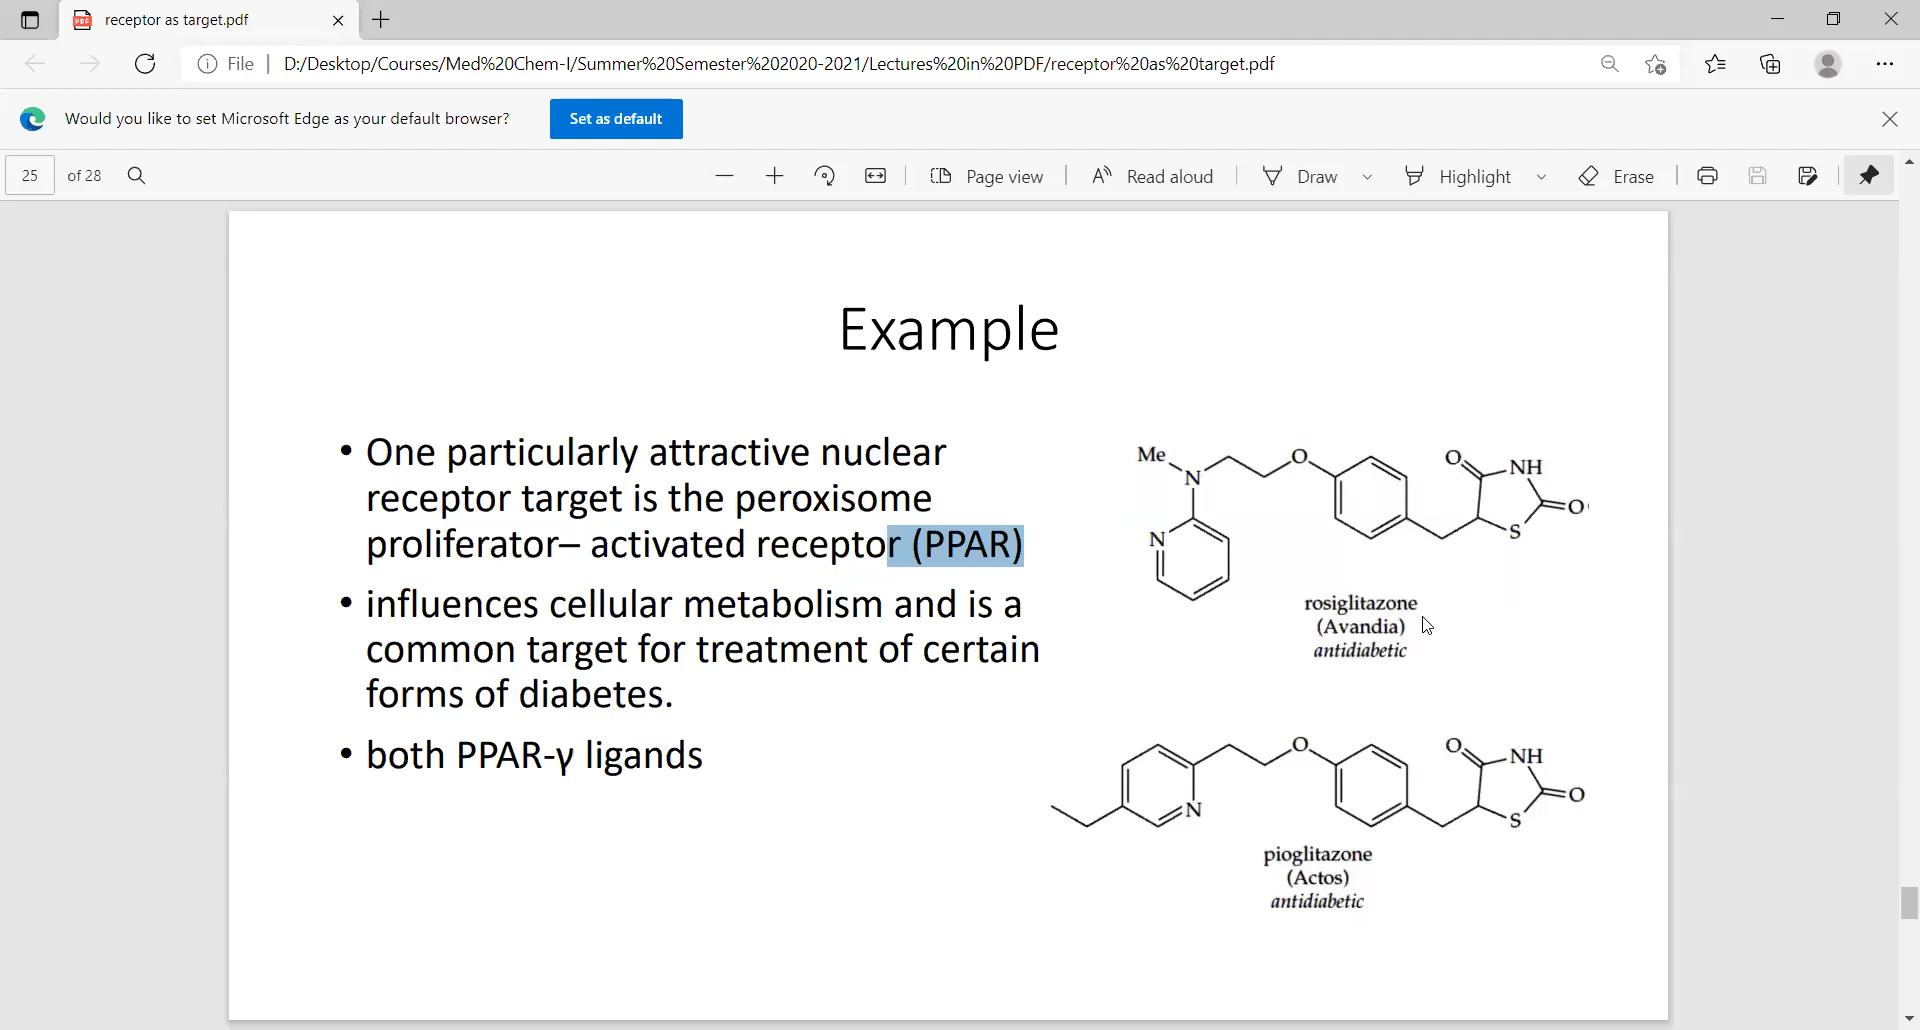 receptor as target.pdf
File
D:/Desktop/Courses/Med%20Chem-I/Summer%20Semester%202020-2021/Lectures%20in%20PDF/receptor%20as%20target.pdf
Would you like to set Microsoft Edge as your default browser?
Set as default
25 of 28
Page view
Read aloud
Draw
Highlight
Erase
Example
• One particularly attractive nuclear
receptor target is the peroxisome
proliferator– activated receptor (PPAR)
• influences cellular metabolism and is a
common target for treatment of certain
forms of diabetes.
• both PPAR-γ ligands
Me
N
O
N
O
NH
O
S
rosiglitazone
(Avandia)
antidiabetic
O
N
O
NH
O
S
pioglitazone
(Actos)
antidiabetic